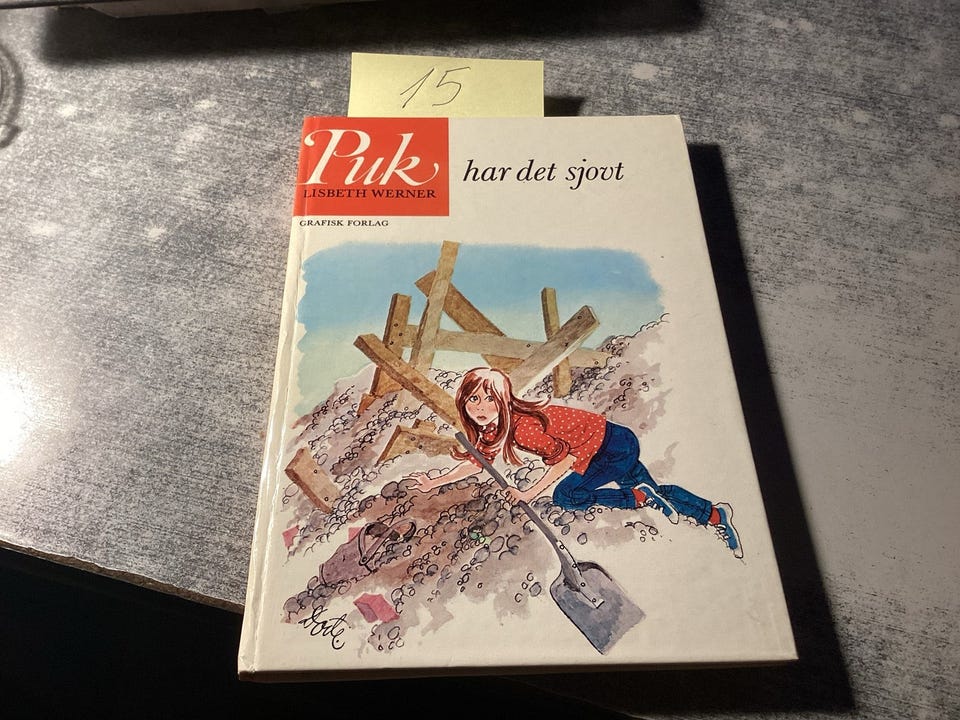 15
Puk
LISBETH WERNER
har det sjovt
GRAFISK FORLAG